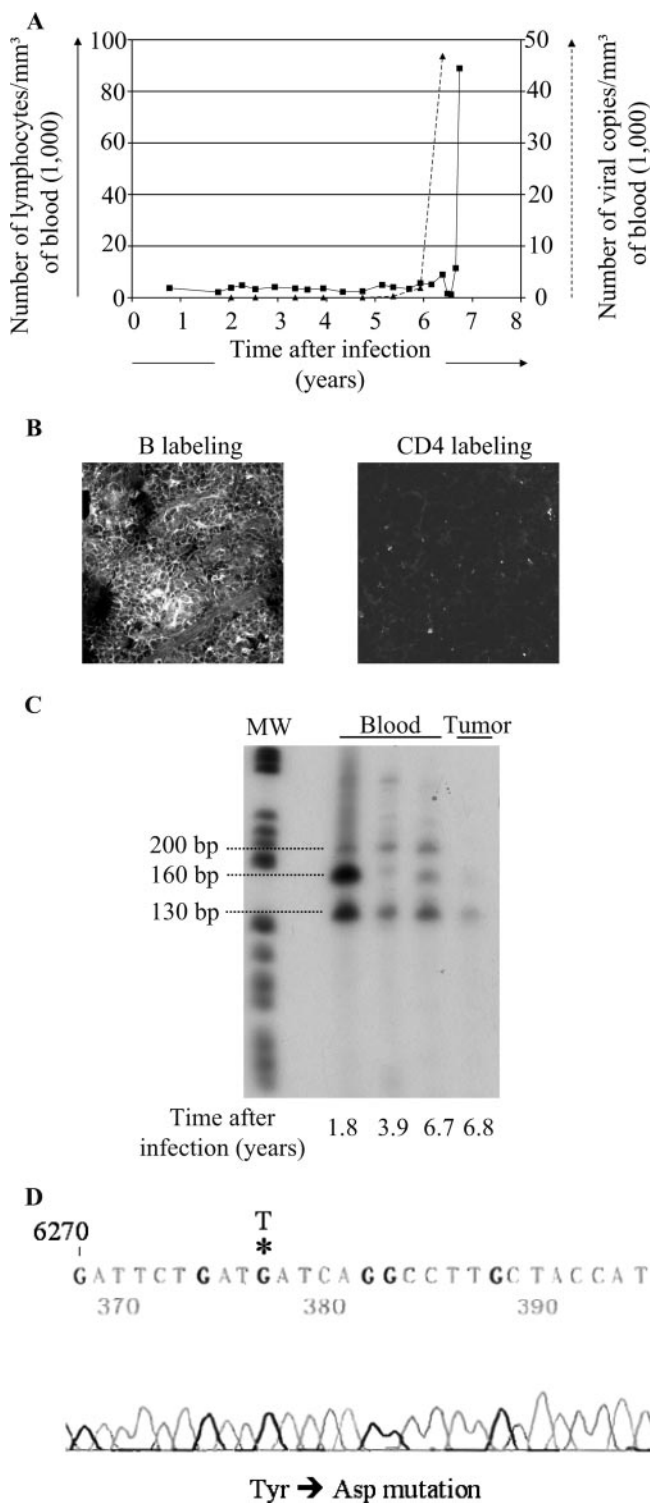 A
Number of lymphocytes/mm³
of blood (1,000)
100
80
60
40
20
0
50
40
30
20
10
0
Number of viral copies/mm³
of blood (1,000)
0 1 2 3 4 5 6 7 8
Time after infection
(years)
B
B labeling
CD4 labeling
C
MW
Blood
Tumor
200 bp
160 bp
130 bp
Time after
infection (years)
1.8 3.9 6.7 6.8
D
T
*
6270
GATTCTGATGATCAGGCCTTGCTACCAT
370 380 390
Tyr ➔ Asp mutation